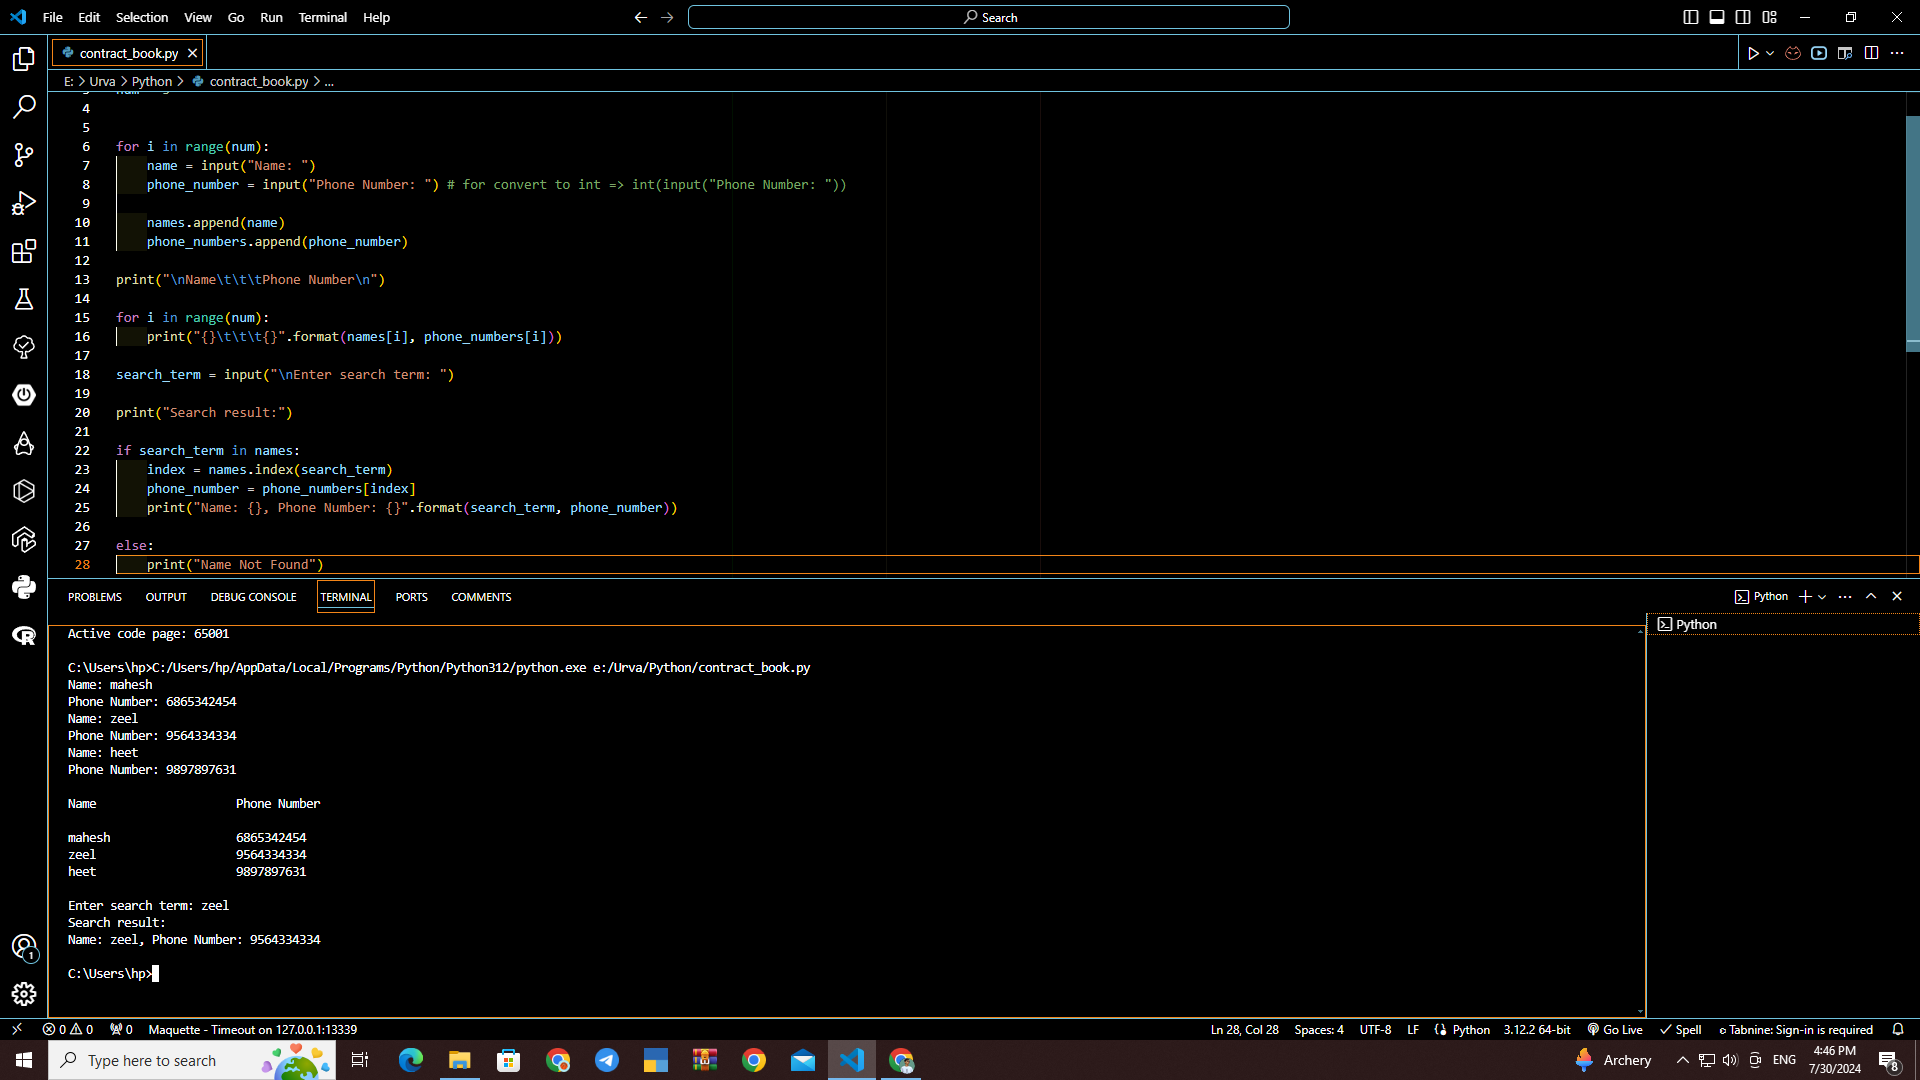 File Edit Selection View Go Run Terminal Help
Search
contract_book.py
E: > Urva > Python > contract_book.py > ...
4
5
6 for i in range(num):
7     name = input("Name: ")
8     phone_number = input("Phone Number: ") # for convert to int => int(input("Phone Number: "))
9
10     names.append(name)
11     phone_numbers.append(phone_number)
12
13 print("\nName\t\t\tPhone Number\n")
14
15 for i in range(num):
16     print("{}\t\t\t{}".format(names[i], phone_numbers[i]))
17
18 search_term = input("\nEnter search term: ")
19
20 print("Search result:")
21
22 if search_term in names:
23     index = names.index(search_term)
24     phone_number = phone_numbers[index]
25     print("Name: {}, Phone Number: {}".format(search_term, phone_number))
26
27 else:
28     print("Name Not Found")
PROBLEMS OUTPUT DEBUG CONSOLE TERMINAL PORTS COMMENTS
Python
Python
Active code page: 65001
C:\Users\hp>C:/Users/hp/AppData/Local/Programs/Python/Python312/python.exe e:/Urva/Python/contract_book.py
Name: mahesh
Phone Number: 6865342454
Name: zeel
Phone Number: 9564334334
Name: heet
Phone Number: 9897897631
Name Phone Number
mahesh 6865342454
zeel 9564334334
heet 9897897631
Enter search term: zeel
Search result:
Name: zeel, Phone Number: 9564334334
C:\Users\hp>
1
0 0 0 Maquette - Timeout on 127.0.0.1:13339
Ln 28, Col 28 Spaces: 4 UTF-8 LF Python 3.12.2 64-bit Go Live Spell Tabnine: Sign-in is required
Type here to search
Archery
ENG
4:46 PM
7/30/2024
8